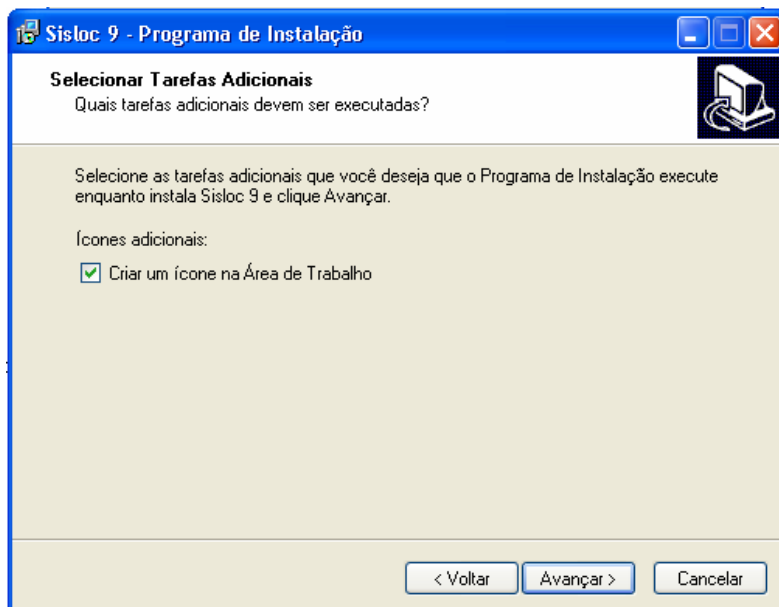 Sisloc 9 - Programa de Instalação
Selecionar Tarefas Adicionais
Quais tarefas adicionais devem ser executadas?
Selecione as tarefas adicionais que você deseja que o Programa de Instalação execute
enquanto instala Sisloc 9 e clique Avançar.
Ícones adicionais:
Criar um ícone na Área de Trabalho
< Voltar
Avançar >
Cancelar